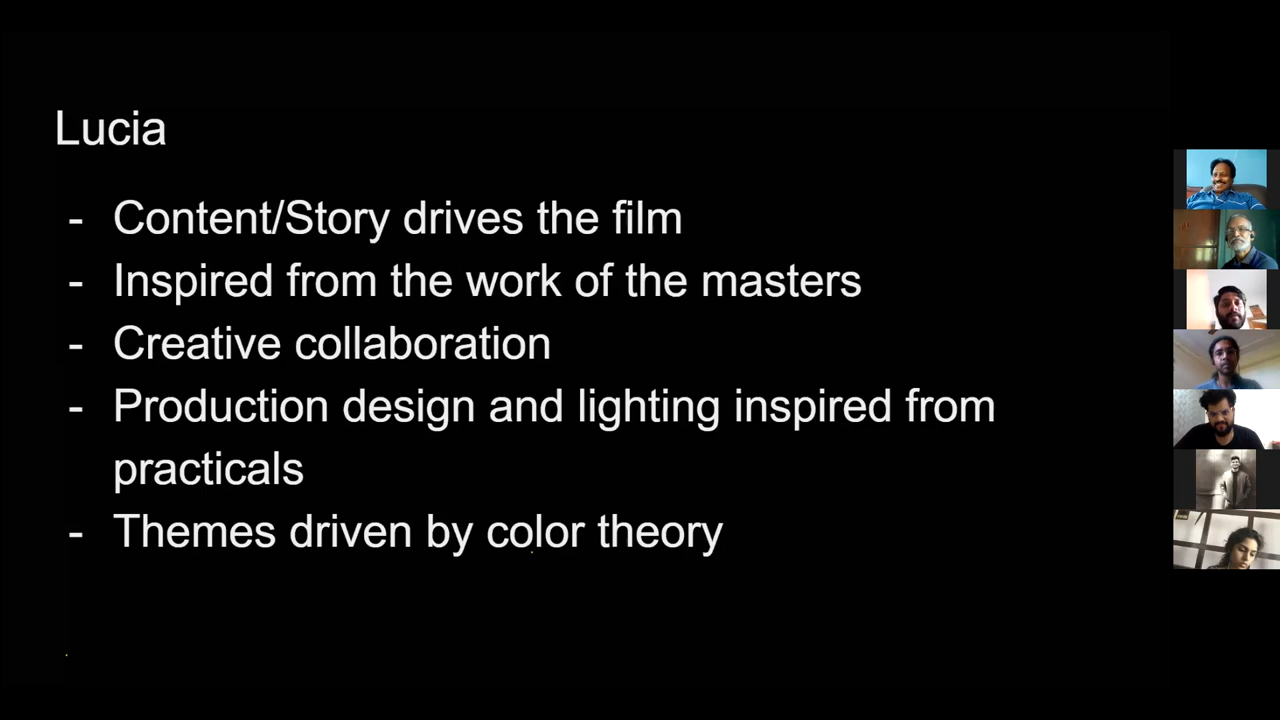 Lucia
- Content/Story drives the film
- Inspired from the work of the masters
- Creative collaboration
- Production design and lighting inspired from
practicals
- Themes driven by color theory